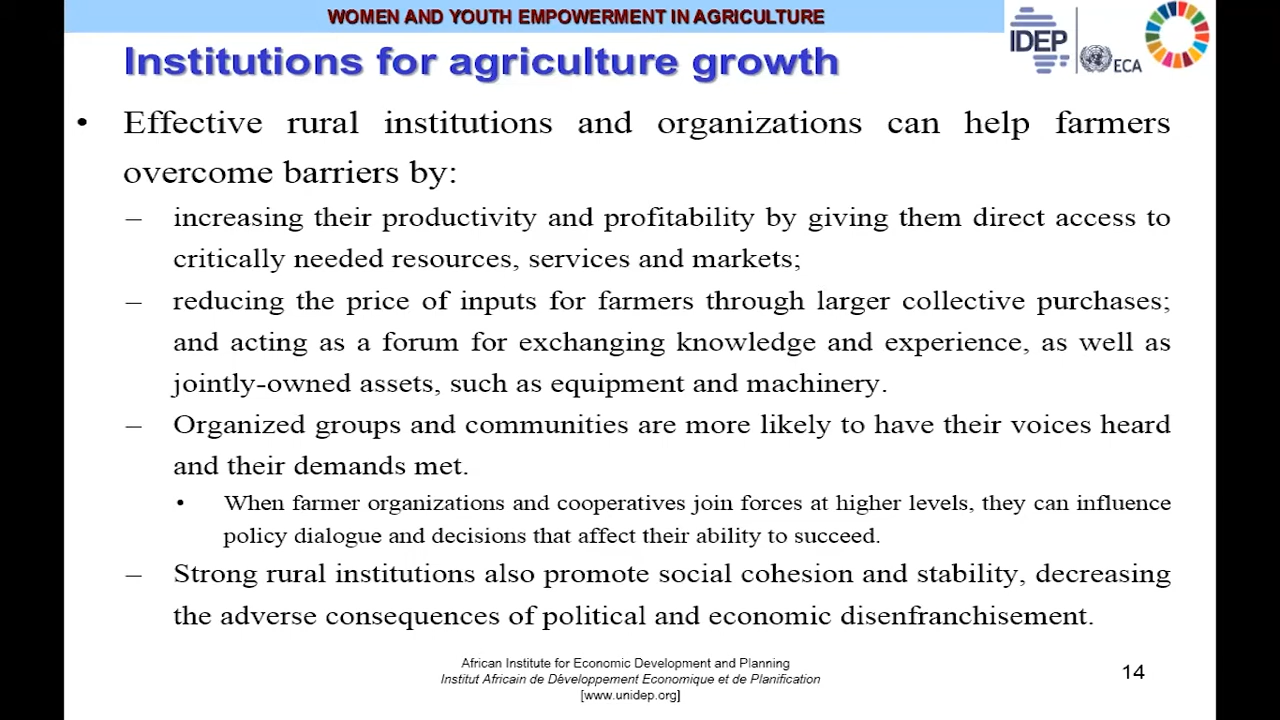 WOMEN AND YOUTH EMPOWERMENT IN AGRICULTURE
Institutions for agriculture growth
IDEP
ECA
• Effective rural institutions and organizations can help farmers
overcome barriers by:
– increasing their productivity and profitability by giving them direct access to
critically needed resources, services and markets;
– reducing the price of inputs for farmers through larger collective purchases;
and acting as a forum for exchanging knowledge and experience, as well as
jointly-owned assets, such as equipment and machinery.
– Organized groups and communities are more likely to have their voices heard
and their demands met.
• When farmer organizations and cooperatives join forces at higher levels, they can influence
policy dialogue and decisions that affect their ability to succeed.
– Strong rural institutions also promote social cohesion and stability, decreasing
the adverse consequences of political and economic disenfranchisement.
African Institute for Economic Development and Planning
Institut Africain de Développement Economique et de Planification
[www.unidep.org]
14